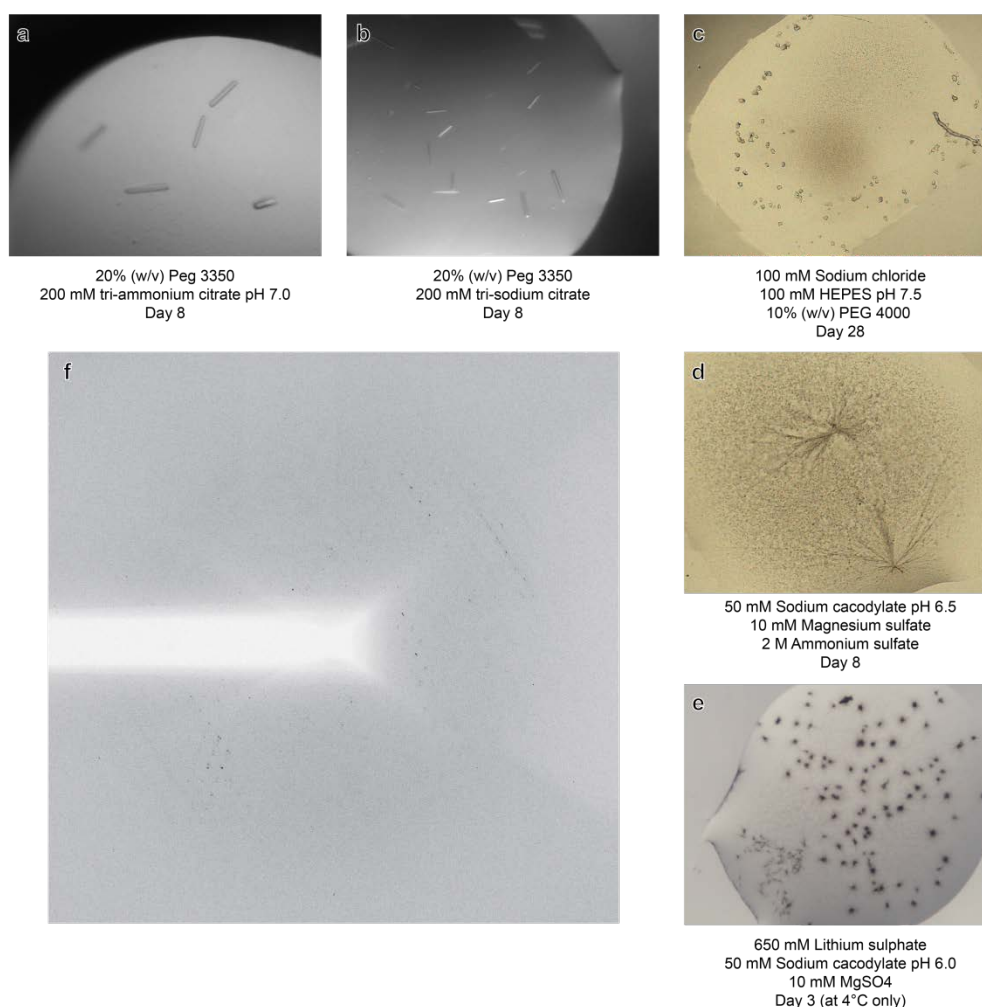 a
20% (w/v) Peg 3350
200 mM tri-ammonium citrate pH 7.0
Day 8
b
20% (w/v) Peg 3350
200 mM tri-sodium citrate
Day 8
c
100 mM Sodium chloride
100 mM HEPES pH 7.5
10% (w/v) PEG 4000
Day 28
f
d
50 mM Sodium cacodylate pH 6.5
10 mM Magnesium sulfate
2 M Ammonium sulfate
Day 8
e
650 mM Lithium sulphate
50 mM Sodium cacodylate pH 6.0
10 mM MgSO4
Day 3 (at 4°C only)